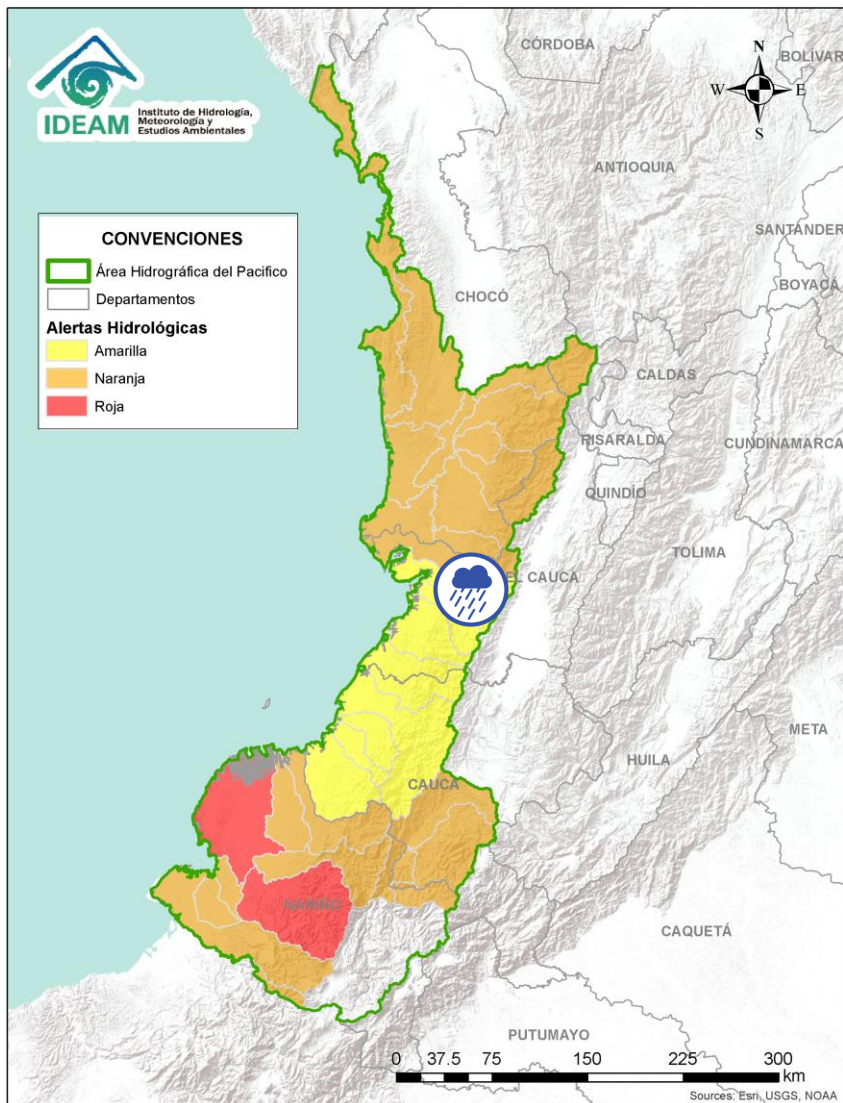 IDEAM
Instituto de Hidrología,
Meteorología y
Estudios Ambientales
N
W
E
S
CÓRDOBA
BOLÍVAR
ANTIOQUIA
SANTANDER
BOYACÁ
CHOCÓ
CALDAS
RISARALDA
CUNDINAMARCA
QUINDÍO
TOLIMA
EL CAUCA
META
HUILA
CAUCA
NARIÑO
CAQUETÁ
PUTUMAYO
CONVENCIONES
Área Hidrográfica del Pacifico
Departamentos
Alertas Hidrológicas
Amarilla
Naranja
Roja
0 37.5 75 150 225 300
km
Sources: Esri, USGS, NOAA